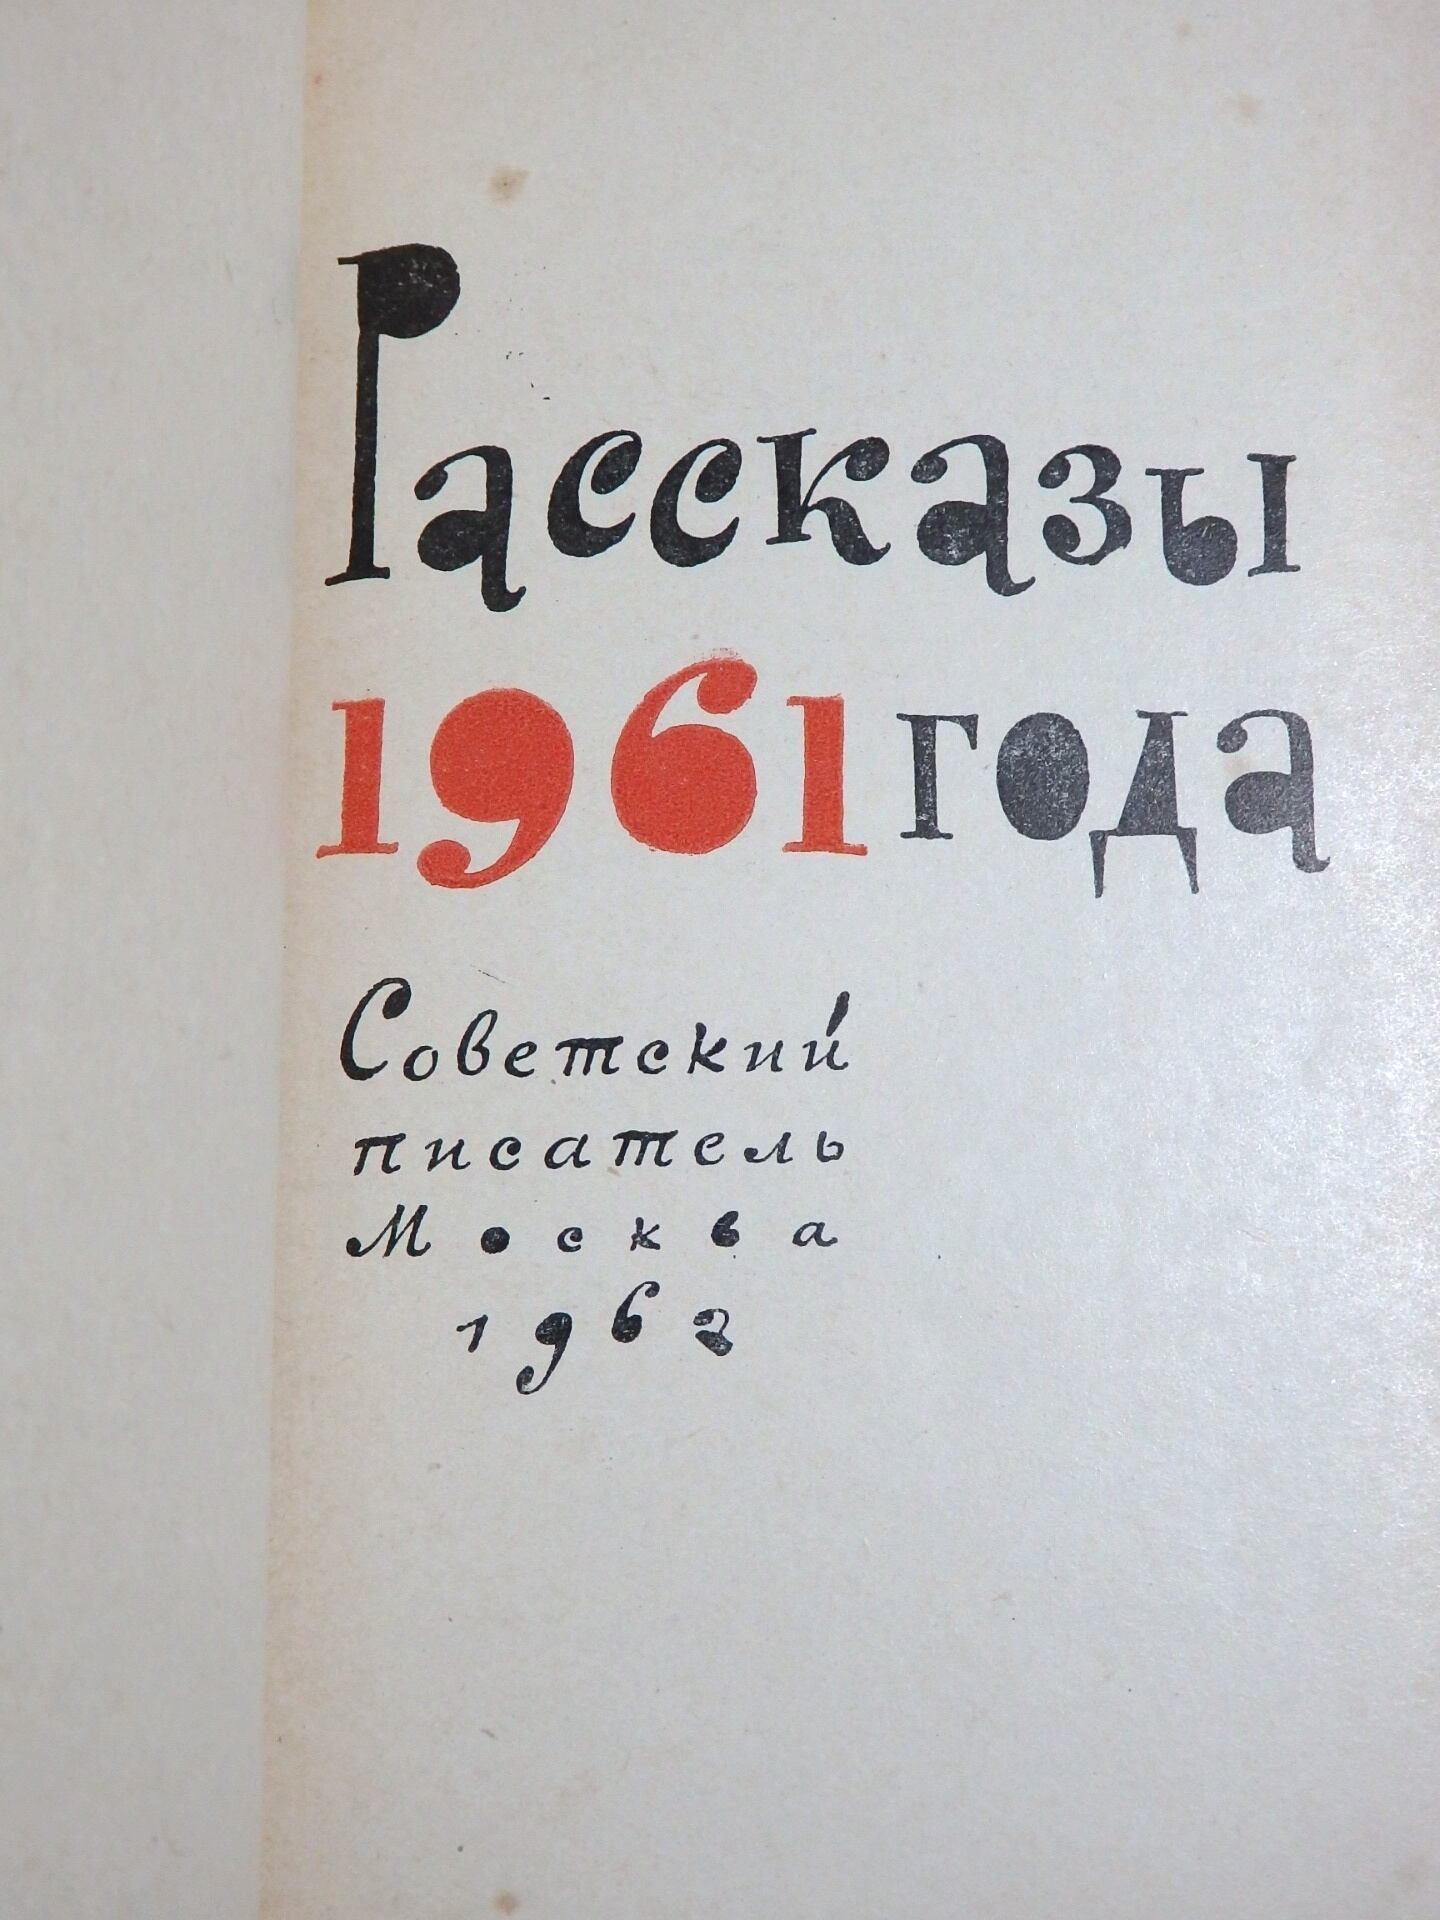 Рассказы
1961 года
Советский
писатель
Москва
1962